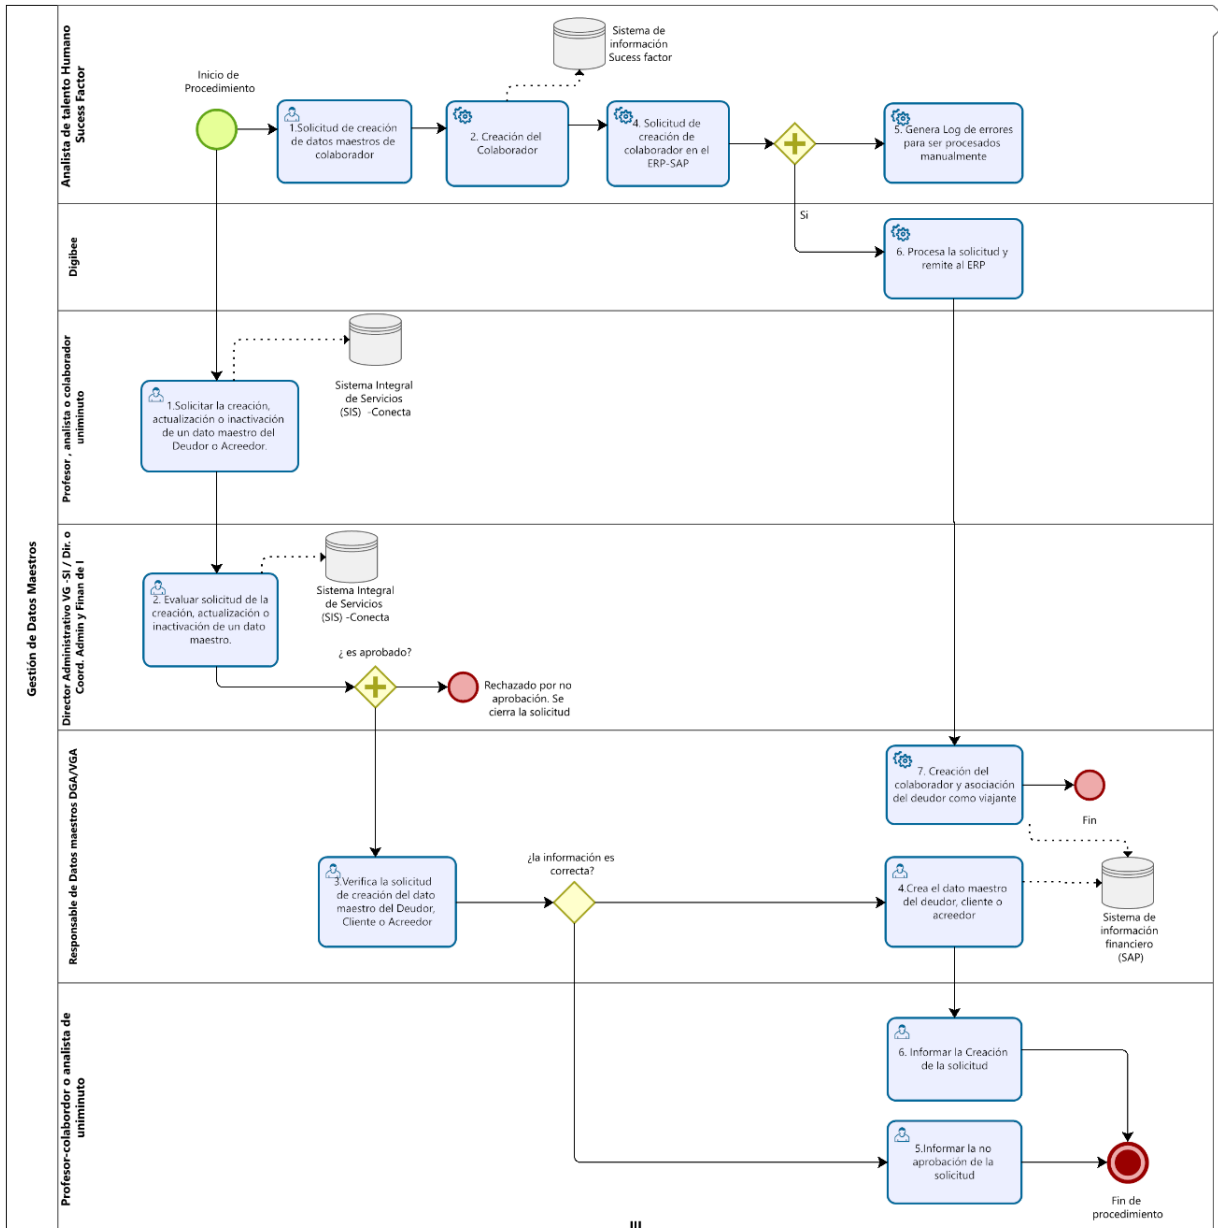 Gestión de Datos Maestros
Analista de talento Humano
Sucess Factor
Inicio de
Procedimiento
1.Solicitud de creación
de datos maestros de
colaborador
2. Creación del
Colaborador
Sistema de
información
Sucess factor
4. Solicitud de
creación de
colaborador en el
ERP-SAP
5. Genera Log de errores
para ser procesados
manualmente
Si
Digibee
6. Procesa la solicitud y
remite al ERP
Profesor , analista o colaborador
uniminuto
1.Solicitar la creación,
actualización o inactivación
de un dato maestro del
Deudor o Acreedor.
Sistema Integral
de Servicios
(SIS) -Conecta
Director Administrativo VG -SI / Dir. o
Coord. Admin y Finan de l
2. Evaluar solicitud de la
creación, actualización o
inactivación de un dato
maestro.
Sistema Integral
de Servicios
(SIS) -Conecta
¿ es aprobado?
Rechazado por no
aprobación. Se
cierra la solicitud
Responsable de Datos maestros DGA/VGA
7. Creación del
colaborador y asociación
del deudor como viajante
Fin
3.Verifica la solicitud
de creación del dato
maestro del Deudor,
Cliente o Acreedor
¿la información es
correcta?
4.Crea el dato maestro
del deudor, cliente o
acreedor
Sistema de
información
financiero
(SAP)
Profesor-colabordor o analista de
uniminuto
6. Informar la Creación
de la solicitud
5.Informar la no
aprobación de la
solicitud
Fin de
procedimiento